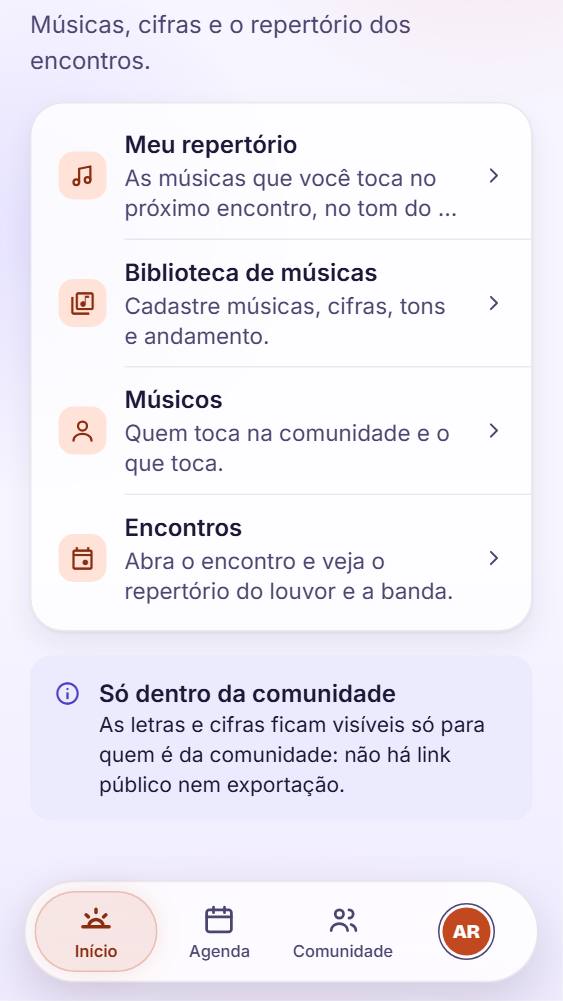 Músicas, cifras e o repertório dos
encontros.
Meu repertório
As músicas que você toca no
próximo encontro, no tom do ...
Biblioteca de músicas
Cadastre músicas, cifras, tons
e andamento.
Músicos
Quem toca na comunidade e o
que toca.
Encontros
Abra o encontro e veja o
repertório do louvor e a banda.
Só dentro da comunidade
As letras e cifras ficam visíveis só para
quem é da comunidade: não há link
público nem exportação.
Início
Agenda
Comunidade
AR